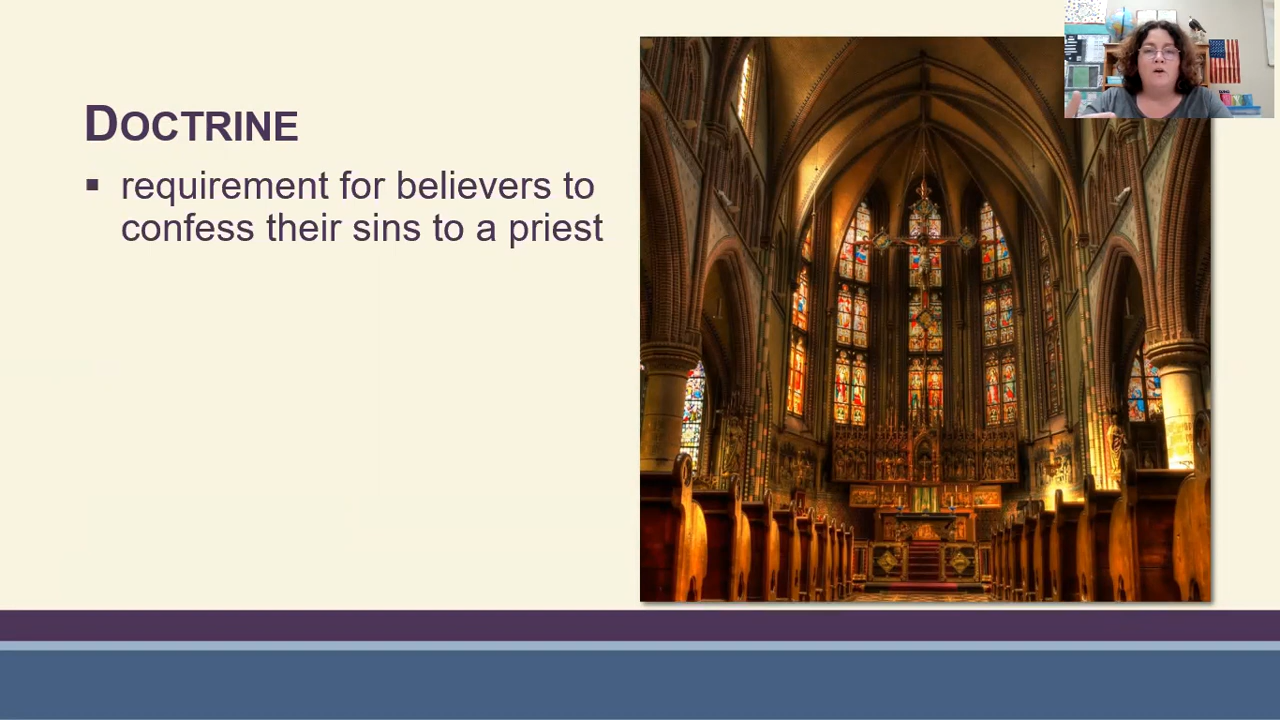 DOCTRINE
▪ requirement for believers to
confess their sins to a priest